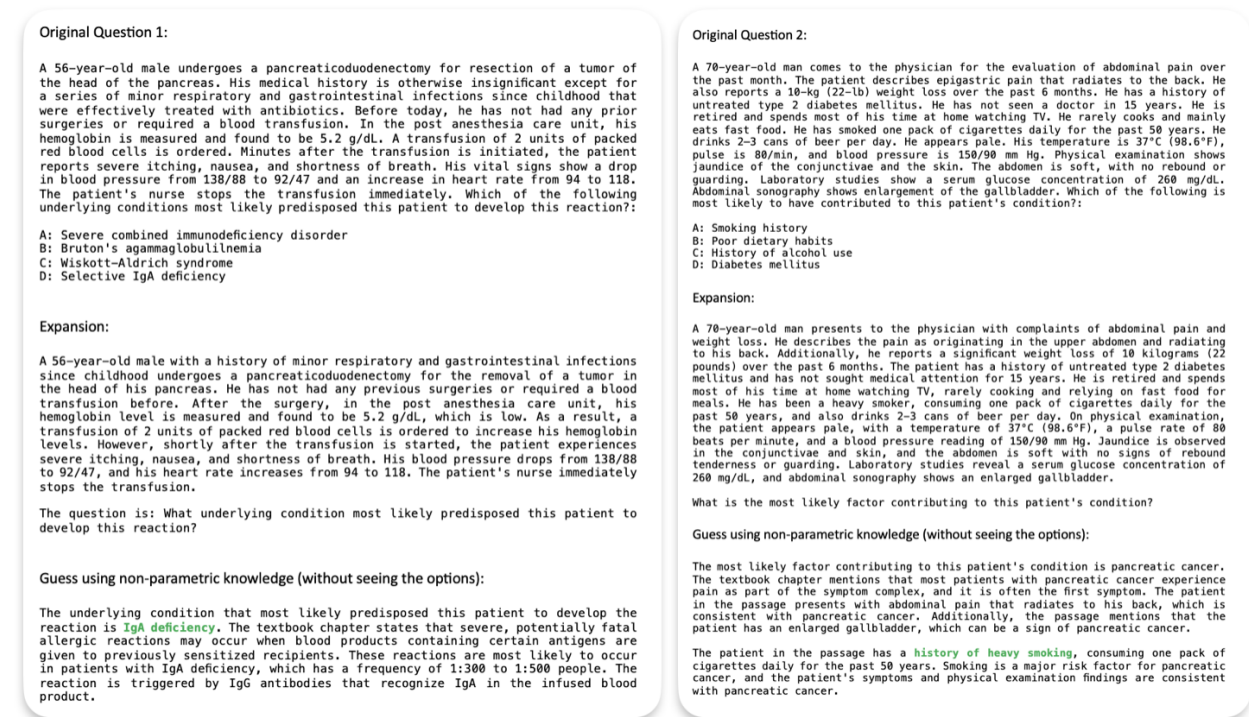 Original Question 1:
A 56-year-old male undergoes a pancreaticoduodenectomy for resection of a tumor of
the head of the pancreas. His medical history is otherwise insignificant except for
a series of minor respiratory and gastrointestinal infections since childhood that
were effectively treated with antibiotics. Before today, he has not had any prior
surgeries or required a blood transfusion. In the post anesthesia care unit, his
hemoglobin is measured and found to be 5.2 g/dL. A transfusion of 2 units of packed
red blood cells is ordered. Minutes after the transfusion is initiated, the patient
reports severe itching, nausea, and shortness of breath. His vital signs show a drop
in blood pressure from 138/88 to 92/47 and an increase in heart rate from 94 to 118.
The patient's nurse stops the transfusion immediately. Which of the following
underlying conditions most likely predisposed this patient to develop this reaction?:
A: Severe combined immunodeficiency disorder
B: Bruton's agammaglobulilnemia
C: Wiskott-Aldrich syndrome
D: Selective IgA deficiency
Expansion:
A 56-year-old male with a history of minor respiratory and gastrointestinal infections
since childhood undergoes a pancreaticoduodenectomy for the removal of a tumor in
the head of his pancreas. He has not had any previous surgeries or required a blood
transfusion before. After the surgery, in the post anesthesia care unit, his
hemoglobin level is measured and found to be 5.2 g/dL, which is low. As a result, a
transfusion of 2 units of packed red blood cells is ordered to increase his hemoglobin
levels. However, shortly after the transfusion is started, the patient experiences
severe itching, nausea, and shortness of breath. His blood pressure drops from 138/88
to 92/47, and his heart rate increases from 94 to 118. The patient's nurse immediately
stops the transfusion.
The question is: What underlying condition most likely predisposed this patient to
develop this reaction?
Guess using non-parametric knowledge (without seeing the options):
The underlying condition that most likely predisposed this patient to develop the
reaction is IgA deficiency. The textbook chapter states that severe, potentially fatal
allergic reactions may occur when blood products containing certain antigens are
given to previously sensitized recipients. These reactions are most likely to occur
in patients with IgA deficiency, which has a frequency of 1:300 to 1:500 people. The
reaction is triggered by IgG antibodies that recognize IgA in the infused blood
product.
Original Question 2:
A 70-year-old man comes to the physician for the evaluation of abdominal pain over
the past month. The patient describes epigastric pain that radiates to the back. He
also reports a 10-kg (22-lb) weight loss over the past 6 months. He has a history of
untreated type 2 diabetes mellitus. He has not seen a doctor in 15 years. He is
retired and spends most of his time at home watching TV. He rarely cooks and mainly
eats fast food. He has smoked one pack of cigarettes daily for the past 50 years. He
drinks 2–3 cans of beer per day. He appears pale. His temperature is 37°C (98.6°F),
pulse is 80/min, and blood pressure is 150/90 mm Hg. Physical examination shows
jaundice of the conjunctivae and the skin. The abdomen is soft, with no rebound or
guarding. Laboratory studies show a serum glucose concentration of 260 mg/dL.
Abdominal sonography shows enlargement of the gallbladder. Which of the following is
most likely to have contributed to this patient's condition?:
A: Smoking history
B: Poor dietary habits
C: History of alcohol use
D: Diabetes mellitus
Expansion:
A 70-year-old man presents to the physician with complaints of abdominal pain and
weight loss. He describes the pain as originating in the upper abdomen and radiating
to his back. Additionally, he reports a significant weight loss of 10 kilograms (22
pounds) over the past 6 months. The patient has a history of untreated type 2 diabetes
mellitus and has not sought medical attention for 15 years. He is retired and spends
most of his time at home watching TV, rarely cooking and relying on fast food for
meals. He has been a heavy smoker, consuming one pack of cigarettes daily for the
past 50 years, and also drinks 2-3 cans of beer per day. On physical examination,
the patient appears pale, with a temperature of 37°C (98.6°F), a pulse rate of 80
beats per minute, and a blood pressure reading of 150/90 mm Hg. Jaundice is observed
in the conjunctivae and skin, and the abdomen is soft with no signs of rebound
tenderness or guarding. Laboratory studies reveal a serum glucose concentration of
260 mg/dL, and abdominal sonography shows an enlarged gallbladder.
What is the most likely factor contributing to this patient's condition?
Guess using non-parametric knowledge (without seeing the options):
The most likely factor contributing to this patient's condition is pancreatic cancer.
The textbook chapter mentions that most patients with pancreatic cancer experience
pain as part of the symptom complex, and it is often the first symptom. The patient
in the passage presents with abdominal pain that radiates to his back, which is
consistent with pancreatic cancer. Additionally, the passage mentions that the
patient has an enlarged gallbladder, which can be a sign of pancreatic cancer.
The patient in the passage has a history of heavy smoking, consuming one pack of
cigarettes daily for the past 50 years. Smoking is a major risk factor for pancreatic
cancer, and the patient's symptoms and physical examination findings are consistent
with pancreatic cancer.